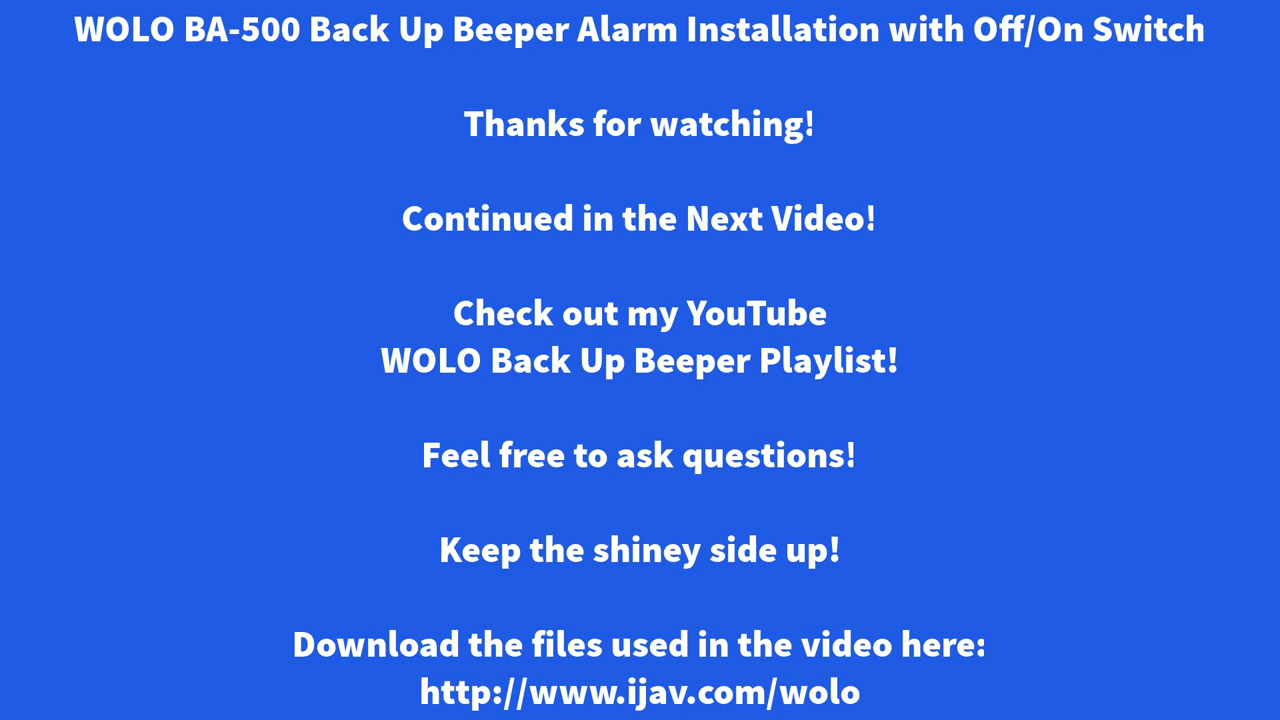 WOLO BA-500 Back Up Beeper Alarm Installation with Off/On Switch
Thanks for watching!
Continued in the Next Video!
Check out my YouTube
WOLO Back Up Beeper Playlist!
Feel free to ask questions!
Keep the shiney side up!
Download the files used in the video here:
http://www.ijav.com/wolo